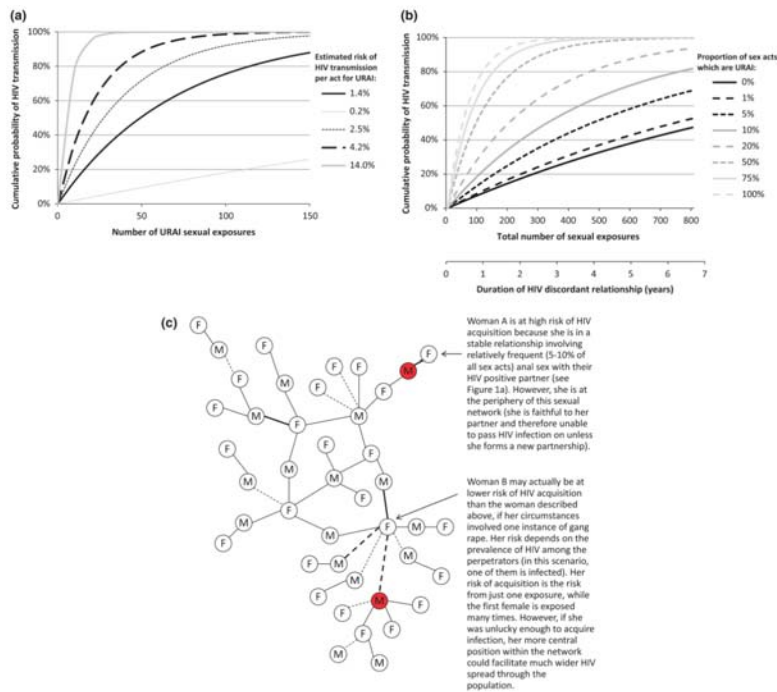 (a)
100%
80%
60%
40%
20%
0%
Cumulative probability of HIV transmission
0
50
100
150
Number of URAI sexual exposures
Estimated risk of
HIV transmission
per act for URAI:
1.4%
0.2%
2.5%
4.2%
14.0%
(b)
100%
80%
60%
40%
20%
0%
Cumulative probability of HIV transmission
0 100 200 300 400 500 600 700 800
Total number of sexual exposures
Proportion of sex acts
which are URAI:
0%
1%
5%
10%
20%
50%
75%
100%
0 1 2 3 4 5 6 7
Duration of HIV discordant relationship (years)
(c)
F
M
F
F
M
F
M
F
F
F
M
F
F
M
F
M
M
F
F
M
F
M
F
M
F
M
F
M
F
F
M
F
M
F
M
F
M
F
M
F
F
M
F
F
F
M
M
Woman A is at high risk of HIV
acquisition because she is in a
stable relationship involving
relatively frequent (5-10% of
all sex acts) anal sex with their
HIV positive partner (see
Figure 1a). However, she is at
the periphery of this sexual
network (she is faithful to her
partner and therefore unable
to pass HIV infection on unless
she forms a new partnership).
Woman B may actually be at
lower risk of HIV acquisition
than the woman described
above, if her circumstances
involved one instance of gang
rape. Her risk depends on the
prevalence of HIV among the
perpetrators (in this scenario,
one of them is infected). Her
risk of acquisition is the risk
from just one exposure, while
the first female is exposed
many times. However, if she
was unlucky enough to acquire
infection, her more central
position within the network
could facilitate much wider HIV
spread through the
population.